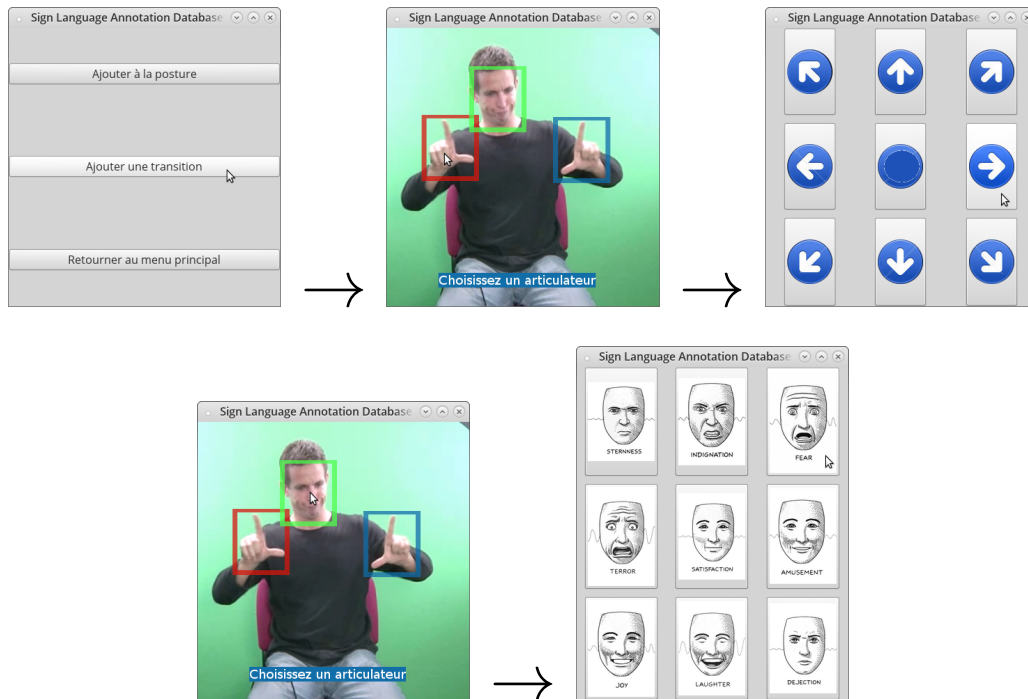 Sign Language Annotation Database
Ajouter à la posture
Ajouter une transition
Retourner au menu principal
Sign Language Annotation Database
Choisissez un articulateur
Sign Language Annotation Database
Sign Language Annotation Database
Choisissez un articulateur
Sign Language Annotation Database
STERNNESS
INDIGNATION
FEAR
TERROR
SATISFACTION
AMUSEMENT
JOY
LAUGHTER
DEJECTION